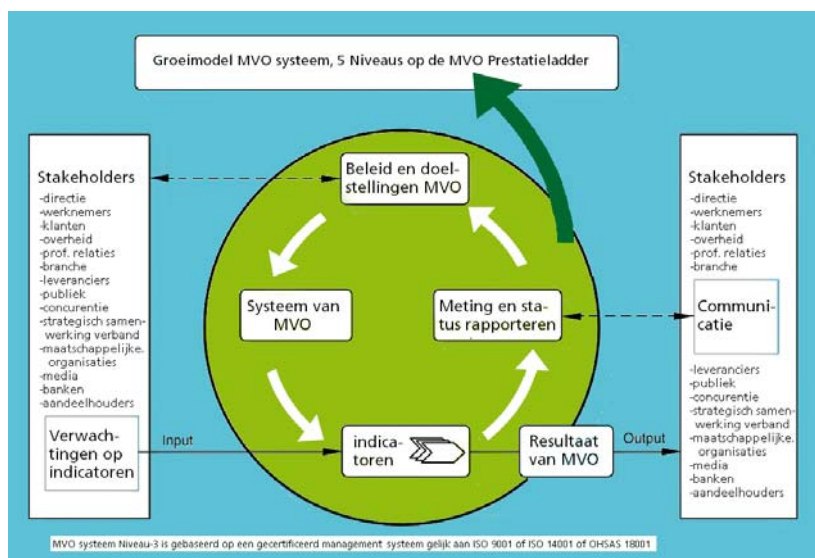 Groeimodel MVO systeem, 5 Niveaus op de MVO Prestatieladder
Stakeholders
-directie
-werknemers
-klanten
-overheid
-prof. relaties
-branche
-leveranciers
-publiek
-concurentie
-strategisch samen-
werking verband
-maatschappelijke.
organisaties
-media
-banken
-aandeelhouders
Verwach-
tingen op
indicatoren
Input
Beleid en doel-
stellingen MVO
Systeem van
MVO
Meting en sta-
tus rapporteren
indica-
toren
Resultaat
van MVO
Output
Stakeholders
-directie
-werknemers
-klanten
-overheid
-prof. relaties
-branche
Communi-
catie
-leveranciers
-publiek
-concurentie
-strategisch samen-
werking verband
-maatschappelijke.
organisaties
-media
-banken
-aandeelhouders
MVO systeem Niveau-3 is gebaseerd op een gecertificeerd management systeem gelijk aan ISO 9001 of ISO 14001 of OHSAS 18001